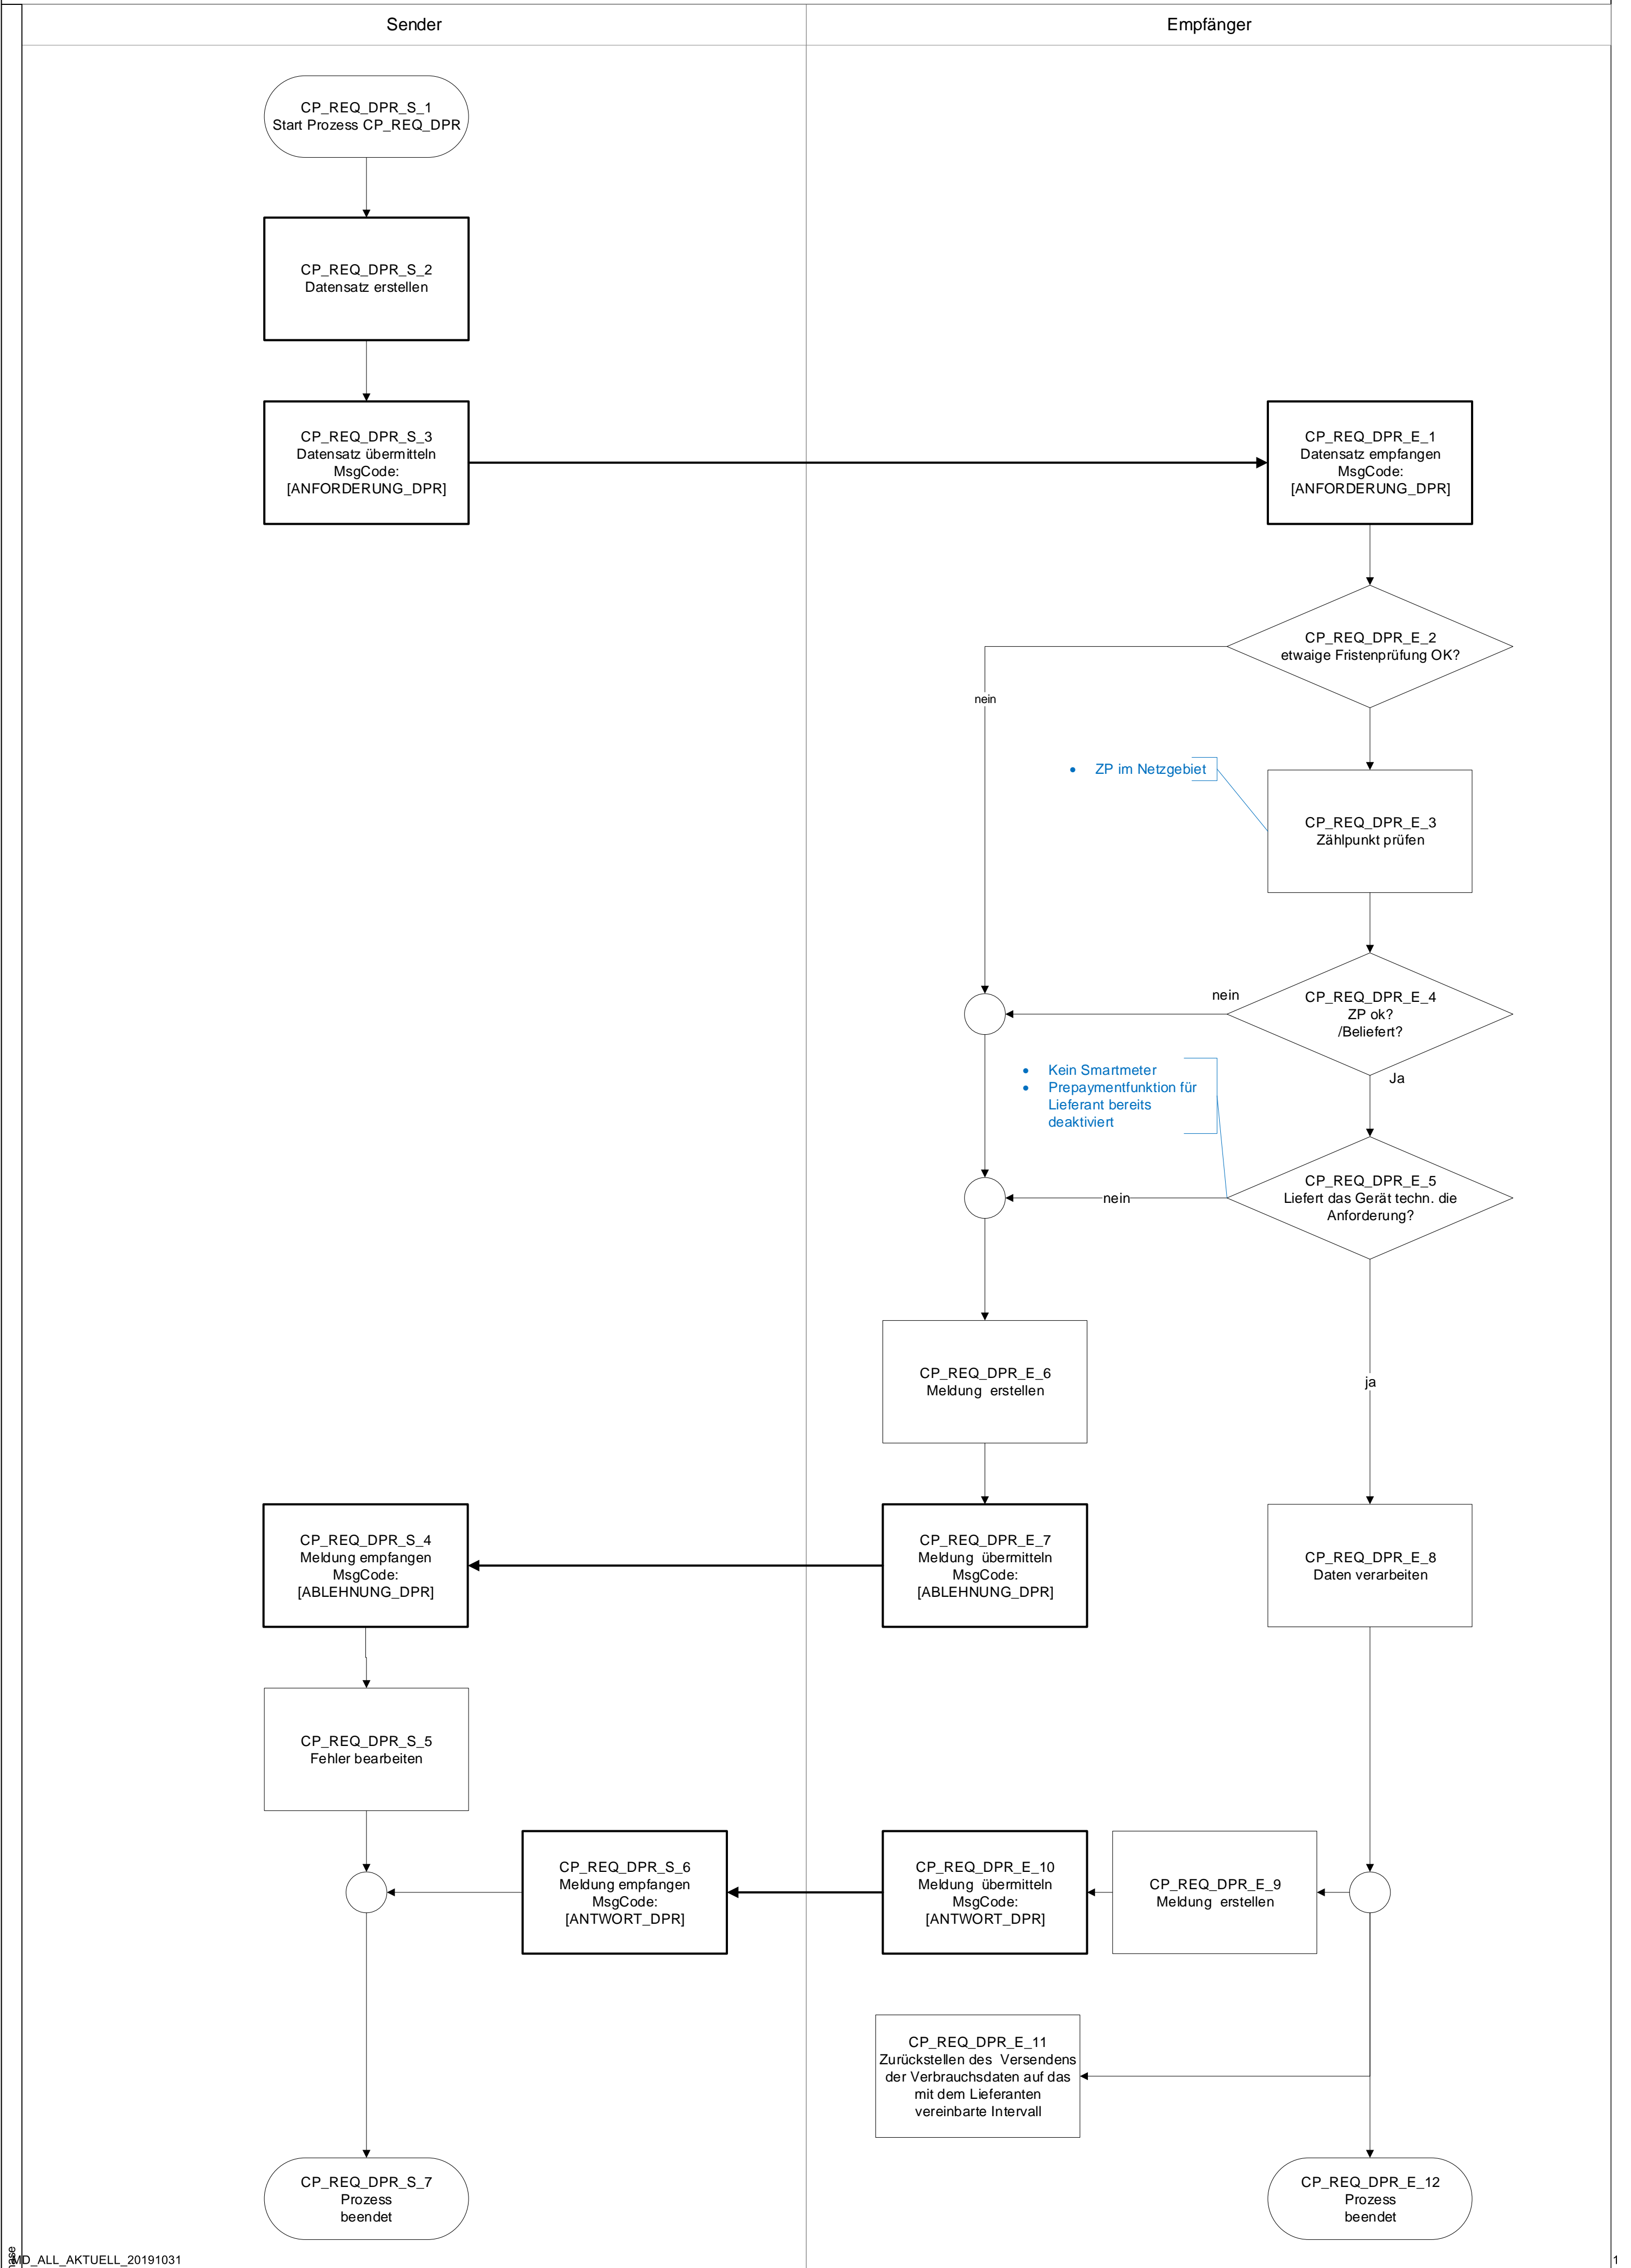 Sender
Empfänger
CP_REQ_DPR_S_1
Start Prozess CP_REQ_DPR
CP_REQ_DPR_S_2
Datensatz erstellen
CP_REQ_DPR_S_3
Datensatz übermitteln
MsgCode:
[ANFORDERUNG_DPR]
CP_REQ_DPR_E_1
Datensatz empfangen
MsgCode:
[ANFORDERUNG_DPR]
CP_REQ_DPR_E_2
etwaige Fristenprüfung OK?
nein
• ZP im Netzgebiet
CP_REQ_DPR_E_3
Zählpunkt prüfen
nein
CP_REQ_DPR_E_4
ZP ok?
/Beliefert?
Ja
• Kein Smartmeter
• Prepaymentfunktion für
Lieferant bereits
deaktiviert
nein
CP_REQ_DPR_E_5
Liefert das Gerät techn. die
Anforderung?
ja
CP_REQ_DPR_E_6
Meldung erstellen
CP_REQ_DPR_S_4
Meldung empfangen
MsgCode:
[ABLEHNUNG_DPR]
CP_REQ_DPR_E_7
Meldung übermitteln
MsgCode:
[ABLEHNUNG_DPR]
CP_REQ_DPR_E_8
Daten verarbeiten
CP_REQ_DPR_S_5
Fehler bearbeiten
CP_REQ_DPR_S_6
Meldung empfangen
MsgCode:
[ANTWORT_DPR]
CP_REQ_DPR_E_10
Meldung übermitteln
MsgCode:
[ANTWORT_DPR]
CP_REQ_DPR_E_9
Meldung erstellen
CP_REQ_DPR_E_11
Zurückstellen des Versendens
der Verbrauchsdaten auf das
mit dem Lieferanten
vereinbarte Intervall
CP_REQ_DPR_S_7
Prozess
beendet
CP_REQ_DPR_E_12
Prozess
beendet
MD_ALL_AKTUELL_20191031
1